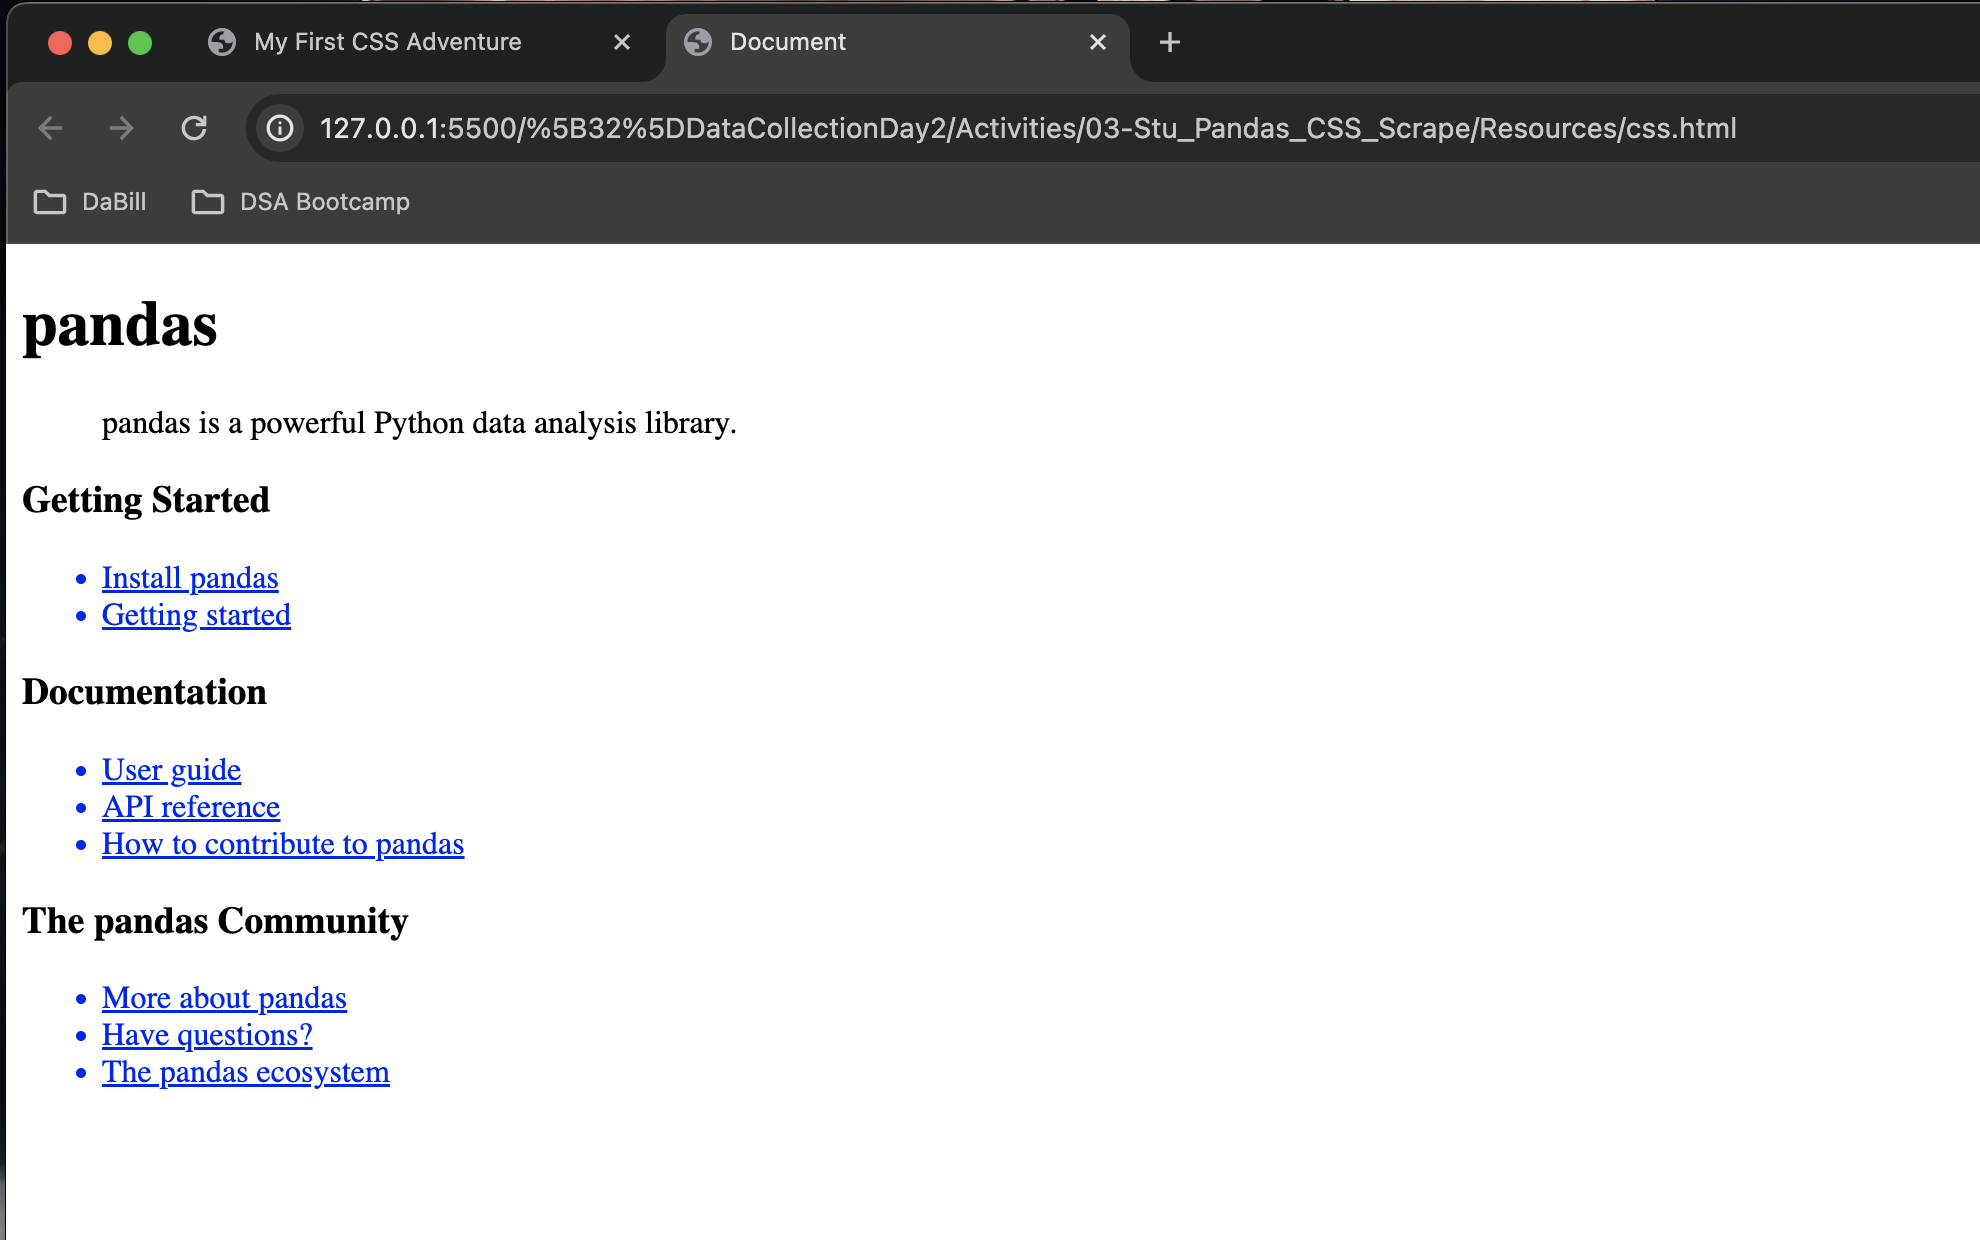 My First CSS Adventure
Document
127.0.0.1:5500/%5B32%5DDataCollectionDay2/Activities/03-Stu_Pandas_CSS_Scrape/Resources/css.html
DaBill
DSA Bootcamp
pandas
pandas is a powerful Python data analysis library.
Getting Started
Install pandas
Getting started
Documentation
User guide
API reference
How to contribute to pandas
The pandas Community
More about pandas
Have questions?
The pandas ecosystem